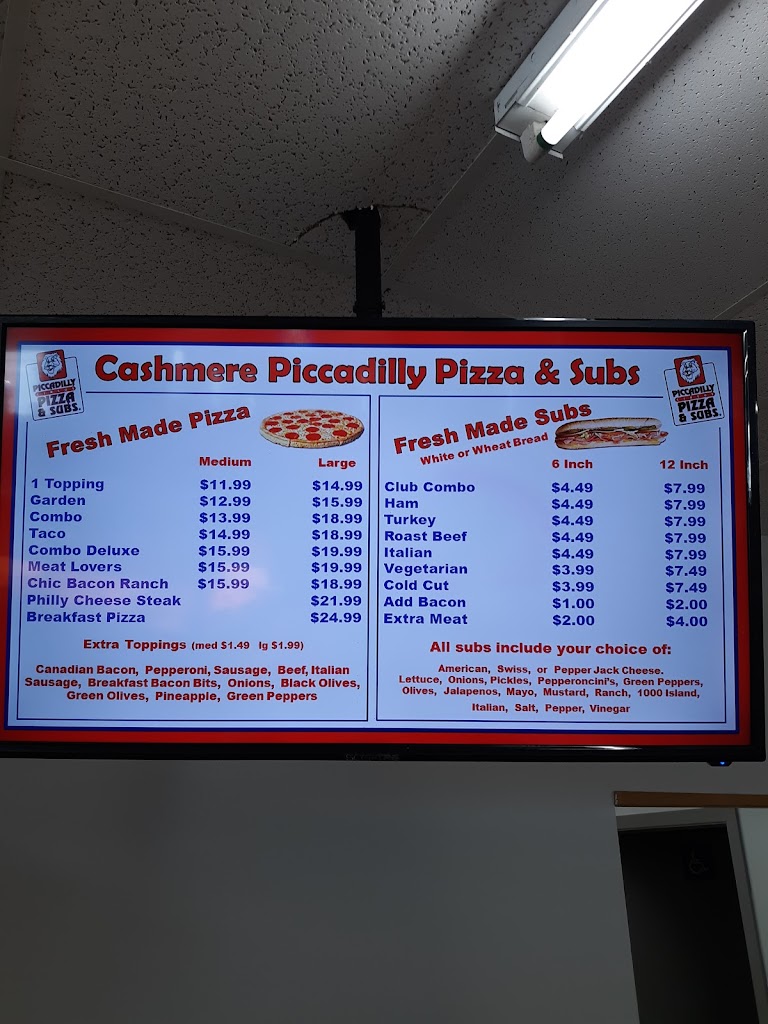 Cashmere Piccadilly Pizza & Subs
PICCADILLY
PIZZA
& SUBS.
PICCADILLY
PIZZA
& SUBS.
Fresh Made Pizza
Medium Large
1 Topping $11.99 $14.99
Garden $12.99 $15.99
Combo $13.99 $18.99
Taco $14.99 $18.99
Combo Deluxe $15.99 $19.99
Meat Lovers $15.99 $19.99
Chic Bacon Ranch $15.99 $18.99
Philly Cheese Steak $21.99
Breakfast Pizza $24.99
Extra Toppings (med $1.49 lg $1.99)
Canadian Bacon, Pepperoni, Sausage, Beef, Italian
Sausage, Breakfast Bacon Bits, Onions, Black Olives,
Green Olives, Pineapple, Green Peppers
Fresh Made Subs
White or Wheat Bread
6 Inch 12 Inch
Club Combo $4.49 $7.99
Ham $4.49 $7.99
Turkey $4.49 $7.99
Roast Beef $4.49 $7.99
Italian $4.49 $7.99
Vegetarian $3.99 $7.49
Cold Cut $3.99 $7.49
Add Bacon $1.00 $2.00
Extra Meat $2.00 $4.00
All subs include your choice of:
American, Swiss, or Pepper Jack Cheese.
Lettuce, Onions, Pickles, Pepperoncini's, Green Peppers,
Olives, Jalapenos, Mayo, Mustard, Ranch, 1000 Island,
Italian, Salt, Pepper, Vinegar